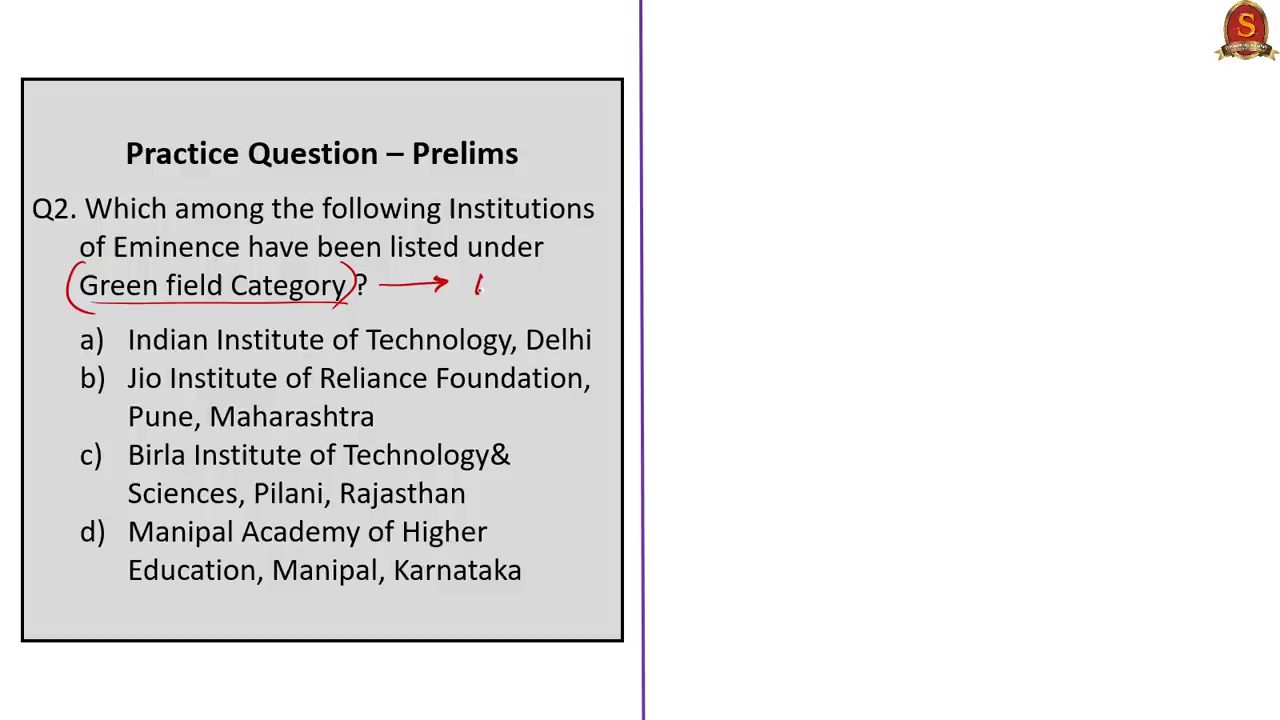 S
Practice Question – Prelims
Q2. Which among the following Institutions
of Eminence have been listed under
Green field Category ?
a) Indian Institute of Technology, Delhi
b) Jio Institute of Reliance Foundation,
Pune, Maharashtra
c) Birla Institute of Technology&
Sciences, Pilani, Rajasthan
d) Manipal Academy of Higher
Education, Manipal, Karnataka